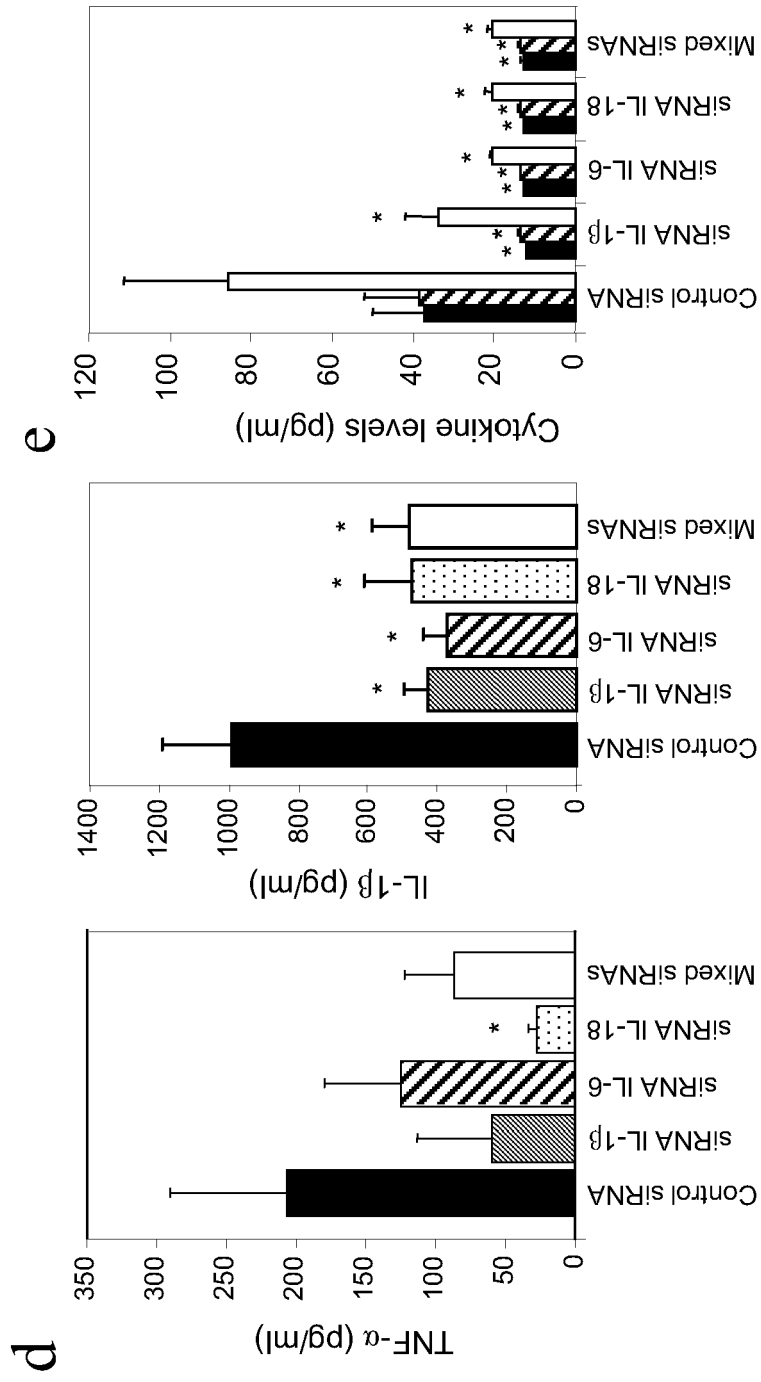 d
TNF-α (pg/ml)
350
300
250
200
150
100
50
0
Control siRNA
siRNA IL-1β
siRNA IL-6
*
siRNA IL-18
Mixed siRNAs
IL-1β (pg/ml)
1400
1200
1000
800
600
400
200
0
Control siRNA
*
siRNA IL-1β
*
siRNA IL-6
*
siRNA IL-18
*
Mixed siRNAs
e
Cytokine levels (pg/ml)
120
100
80
60
40
20
0
Control siRNA
* * *
siRNA IL-1β
* * *
siRNA IL-6
* * *
siRNA IL-18
* * *
Mixed siRNAs